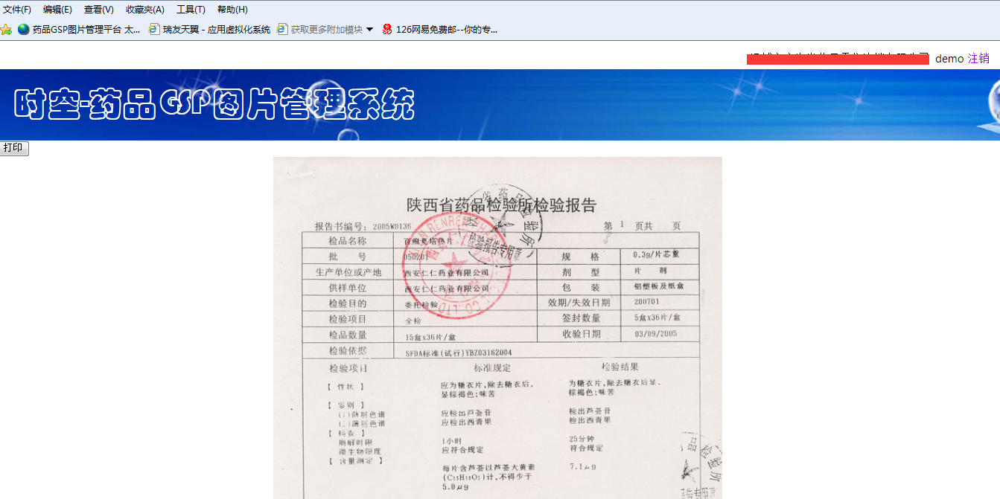 文件(F) 编辑(E) 查看(V) 收藏夹(A) 工具(T) 帮助(H)
药品GSP图片管理平台 太... 瑞友天翼 - 应用虚拟化系统 获取更多附加模块 126网易免费邮--你的专...
demo 注销
时空-药品GSP图片管理系统
打印
陕西省药品检验所检验报告
报告书编号: 2005W0136 第 1 页共 页
检品名称
批 号 050201 规 格 0.3g/片芯重
生产单位或产地 西安仁仁药业有限公司 剂 型 片 剂
供样单位 西安仁仁药业有限公司 包 装 铝塑板及纸盒
检验目的 委托检验 效期/失效日期 200701
检验项目 全检 签封数量 5盒x36片/盒
检品数量 15盒x36片/盒 收验日期 03/09/2005
检验依据 SFDA标准(试行)YBZ03162004
检验项目 标准规定 检验结果
【 性状 】 应为糖衣片,除去糖衣后, 为糖衣片,除去糖衣后显,
显棕褐色;味苦 棕褐色;味苦
【 鉴别 】
(1)薄层色谱 应检出芦荟苷 检出芦荟苷
(二)薄层色谱 应检出西青果 检出西青果
【 检查 】
崩解时限 1小时 25分钟
微生物限度 应符合规定 符合规定
【 含量测定 】 每片含芦荟以芦荟大黄素 7.1μg
计,不得少于
5.0μg
检验报告专用章